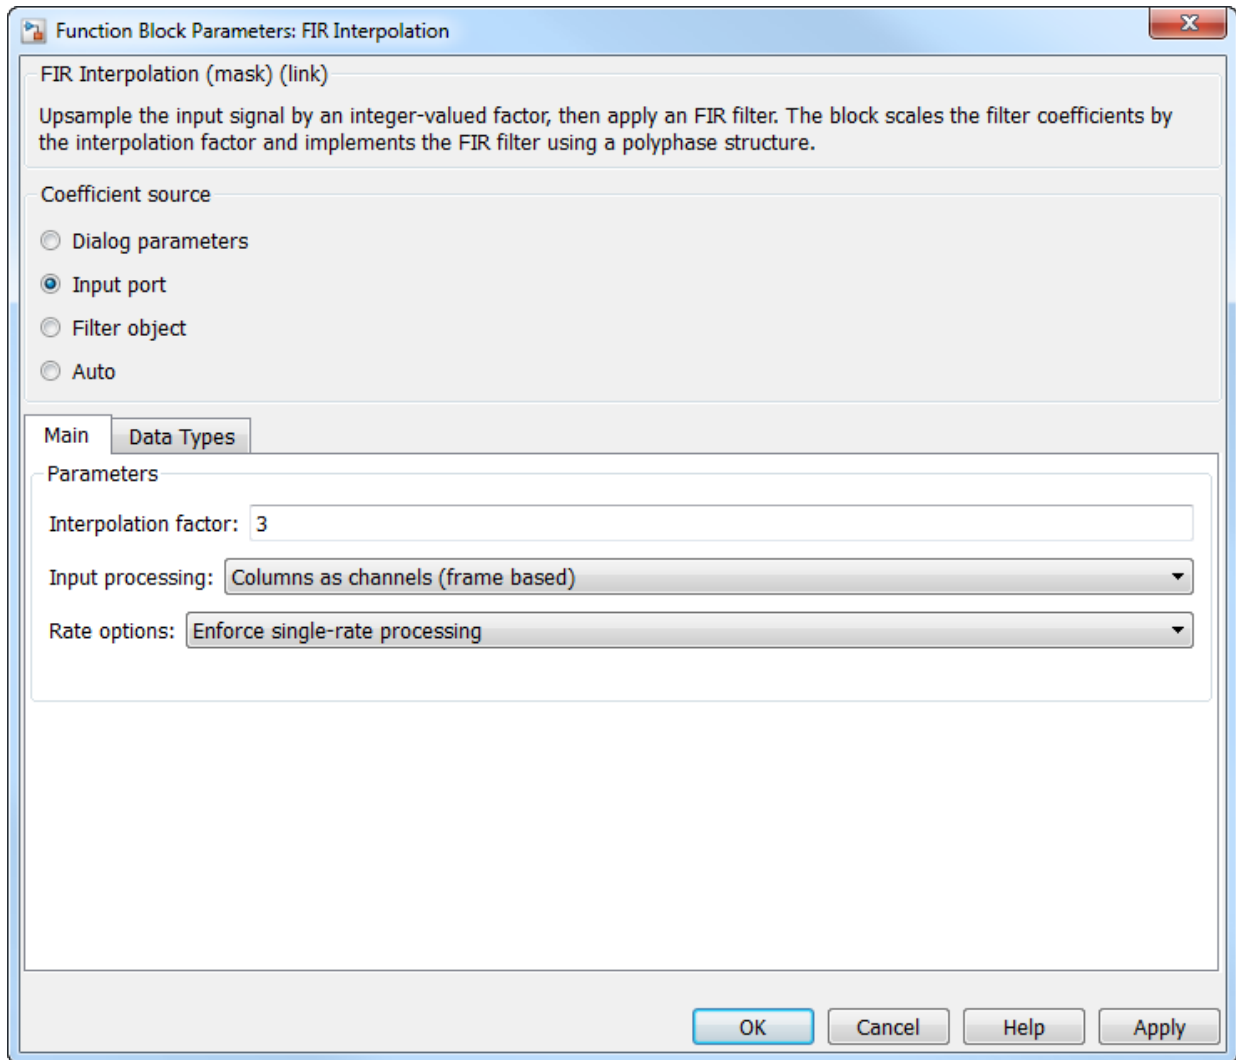 Function Block Parameters: FIR Interpolation
X
FIR Interpolation (mask) (link)
Upsample the input signal by an integer-valued factor, then apply an FIR filter. The block scales the filter coefficients by
the interpolation factor and implements the FIR filter using a polyphase structure.
Coefficient source
Dialog parameters
Input port
Filter object
Auto
Main Data Types
Parameters
Interpolation factor: 3
Input processing: Columns as channels (frame based)
Rate options: Enforce single-rate processing
OK Cancel Help Apply